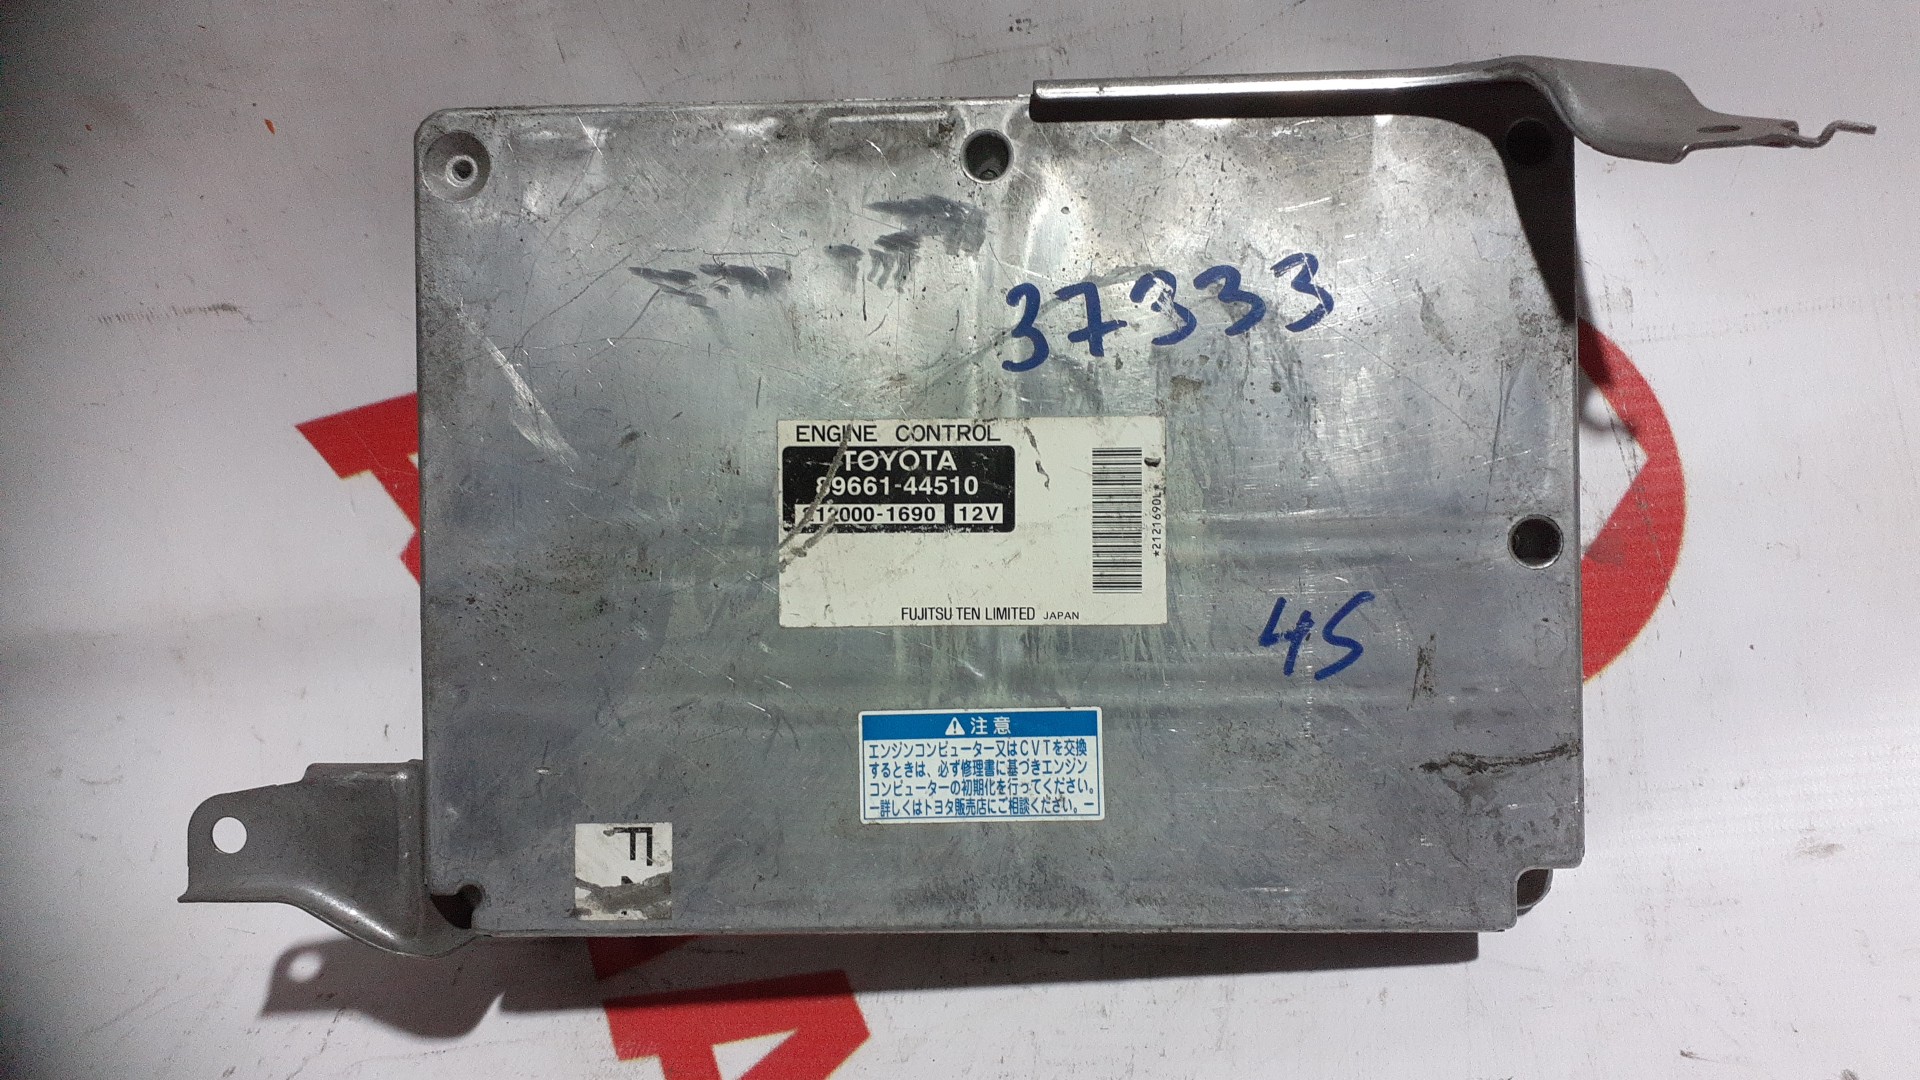 37333
ENGINE CONTROL
TOYOTA
89661-44510
212000-1690 12V
*2121690L*
FUJITSU TEN LIMITED JAPAN
45
⚠注意
エンジンコンピューター又はCVTを交換
するときは、必ず修理書に基づきエンジン
コンピューターの初期化を行ってください。
ー詳しくはトヨタ販売店にご相談ください。ー